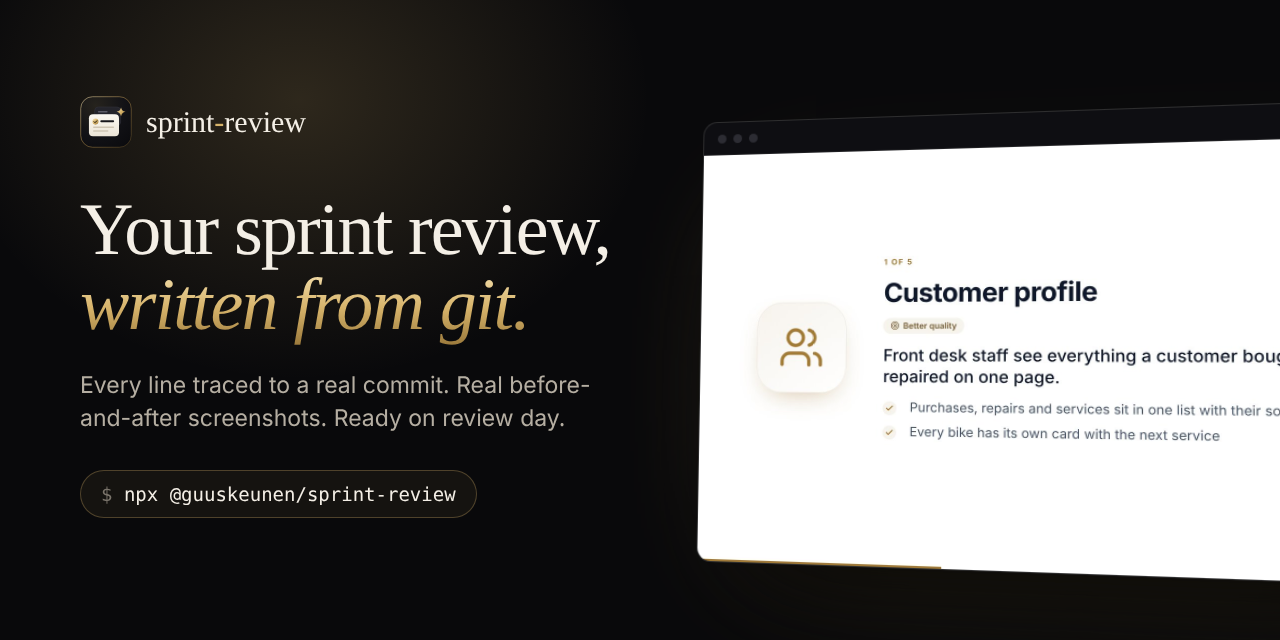 sprint-review
Your sprint review,
written from git.
Every line traced to a real commit. Real before-
and-after screenshots. Ready on review day.
$ npx @guuskeunen/sprint-review
1 OF 5
Customer profile
Better quality
Front desk staff see everything a customer
repaired on one page.
Purchases, repairs and services sit in one list with their
Every bike has its own card with the next service